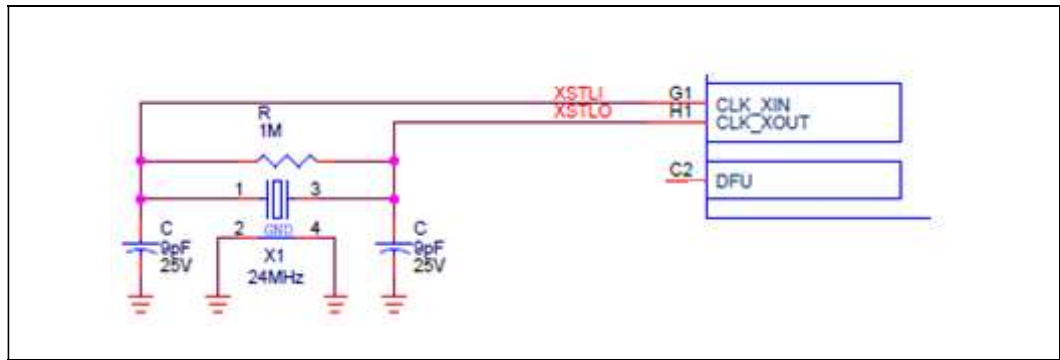 XSTLI G1 CLK_XIN
XSTLO H1 CLK_XOUT
R
1M
C2 DFU
1 3
C
9pF
25V
2 GND 4
X1
24MHz
C
9pF
25V